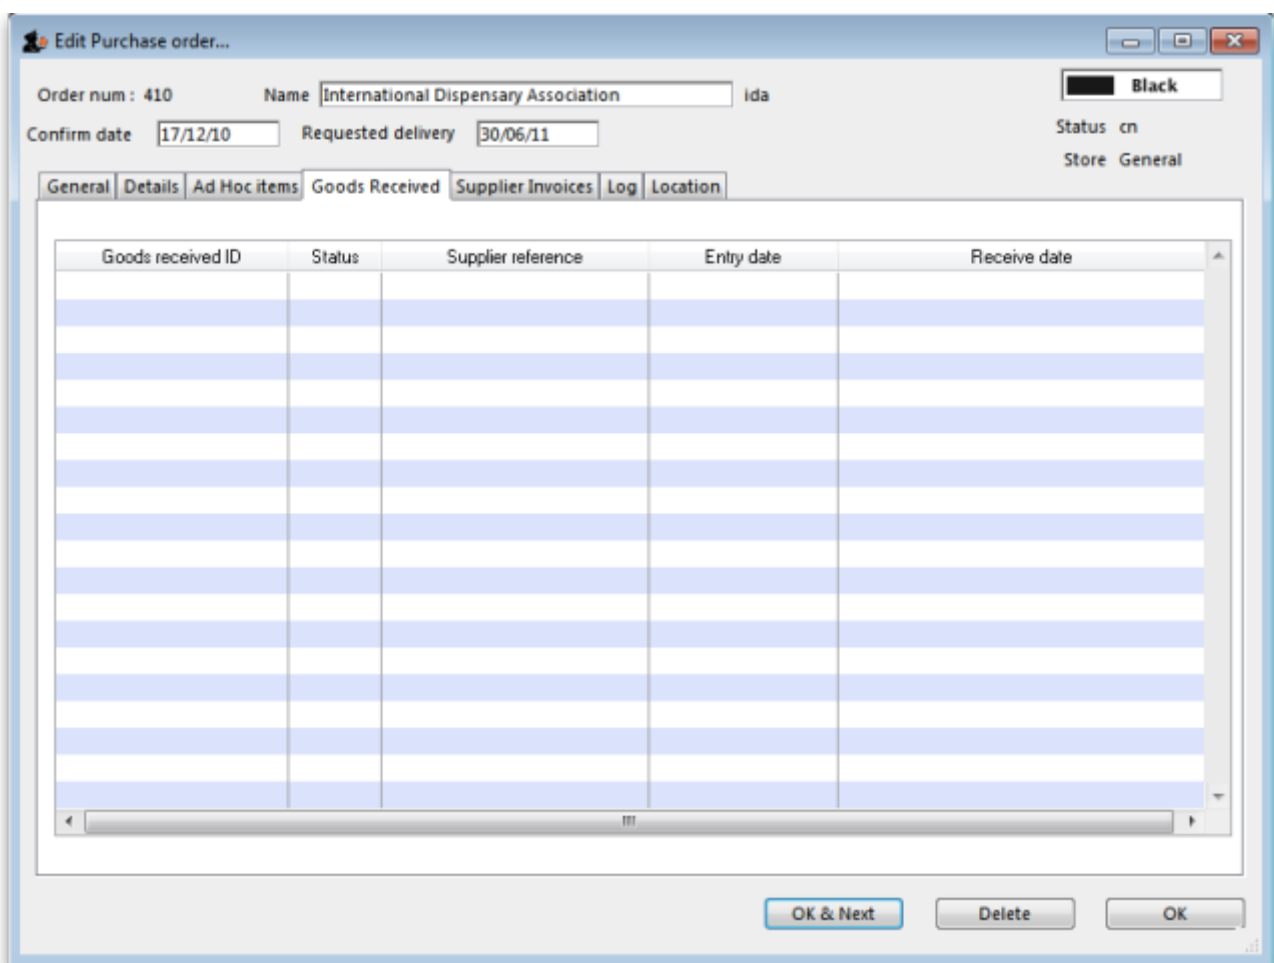 Edit Purchase order...
Order num : 410 Name International Dispensary Association ida Black
Confirm date 17/12/10 Requested delivery 30/06/11 Status cn
Store General
General Details Ad Hoc items Goods Received Supplier Invoices Log Location
Goods received ID Status Supplier reference Entry date Receive date
OK & Next Delete OK